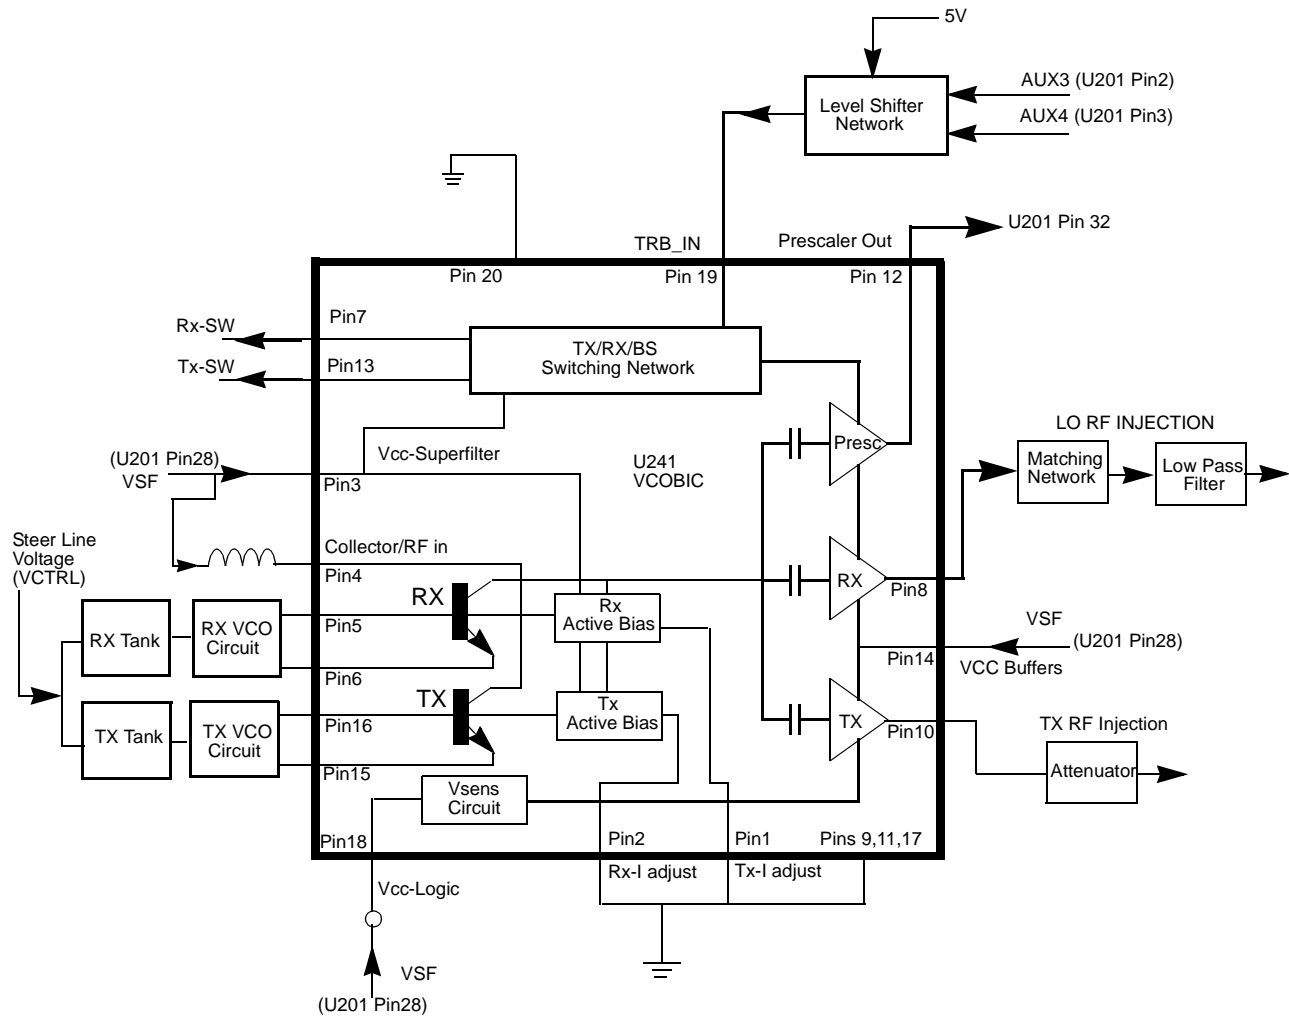 5V
AUX3 (U201 Pin2)
Level Shifter
Network
AUX4 (U201 Pin3)
U201 Pin 32
TRB_IN
Prescaler Out
Pin 20
Pin 19
Pin 12
Rx-SW
Pin7
Tx-SW
Pin13
TX/RX/BS
Switching Network
Presc
LO RF INJECTION
(U201 Pin28)
VSF
Vcc-Superfilter
Pin3
U241
VCOBIC
Matching
Network
Low Pass
Filter
Steer Line
Voltage
(VCTRL)
Collector/RF in
Pin4
RX
Rx
Active Bias
RX
Pin8
RX Tank
RX VCO
Circuit
Pin5
Pin6
VSF
(U201 Pin28)
Pin14
VCC Buffers
TX
Tx
Active Bias
TX
Pin10
TX Tank
TX VCO
Circuit
Pin16
Pin15
TX RF Injection
Attenuator
Vsens
Circuit
Pin18
Pin2
Pin1
Pins 9,11,17
Rx-I adjust
Tx-I adjust
Vcc-Logic
VSF
(U201 Pin28)